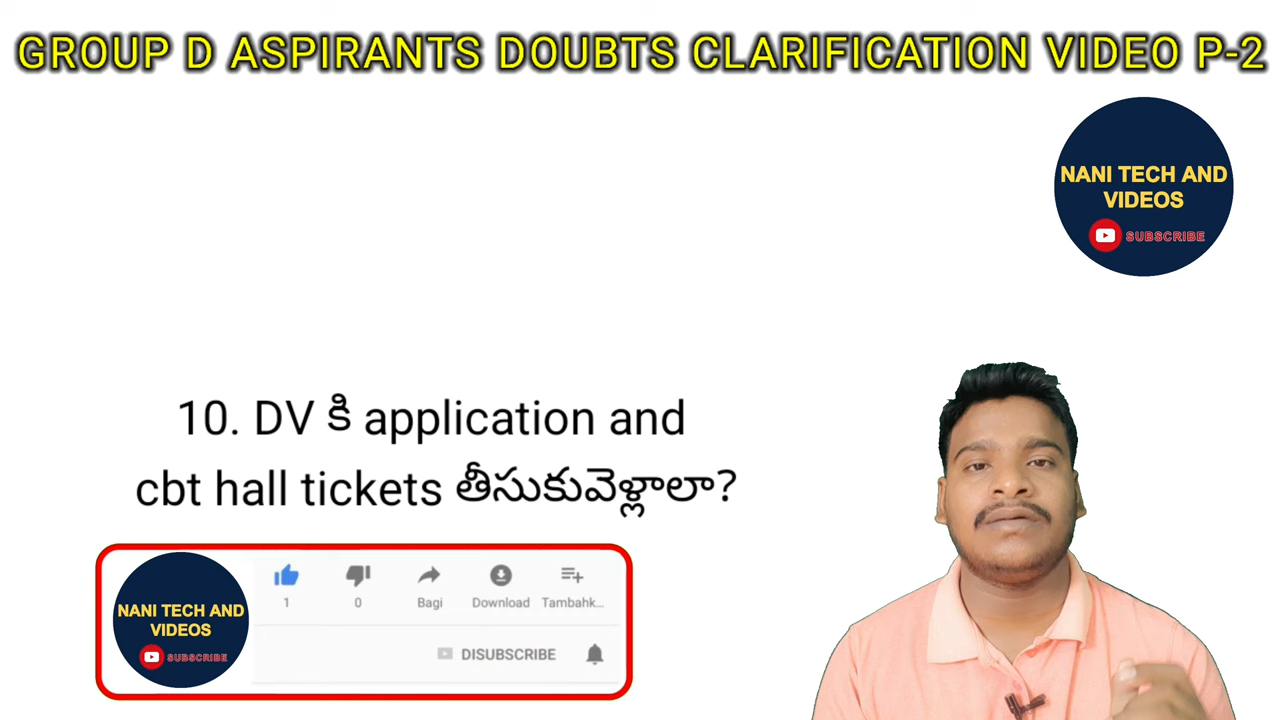 GROUP D ASPIRANTS DOUBTS CLARIFICATION VIDEO P-2
NANI TECH AND
VIDEOS
SUBSCRIBE
10. DV కి application and
cbt hall tickets తీసుకువెళ్లాలా?
1
0
Bagi
Download
Tambahk...
NANI TECH AND
VIDEOS
SUBSCRIBE
DISUBSCRIBE